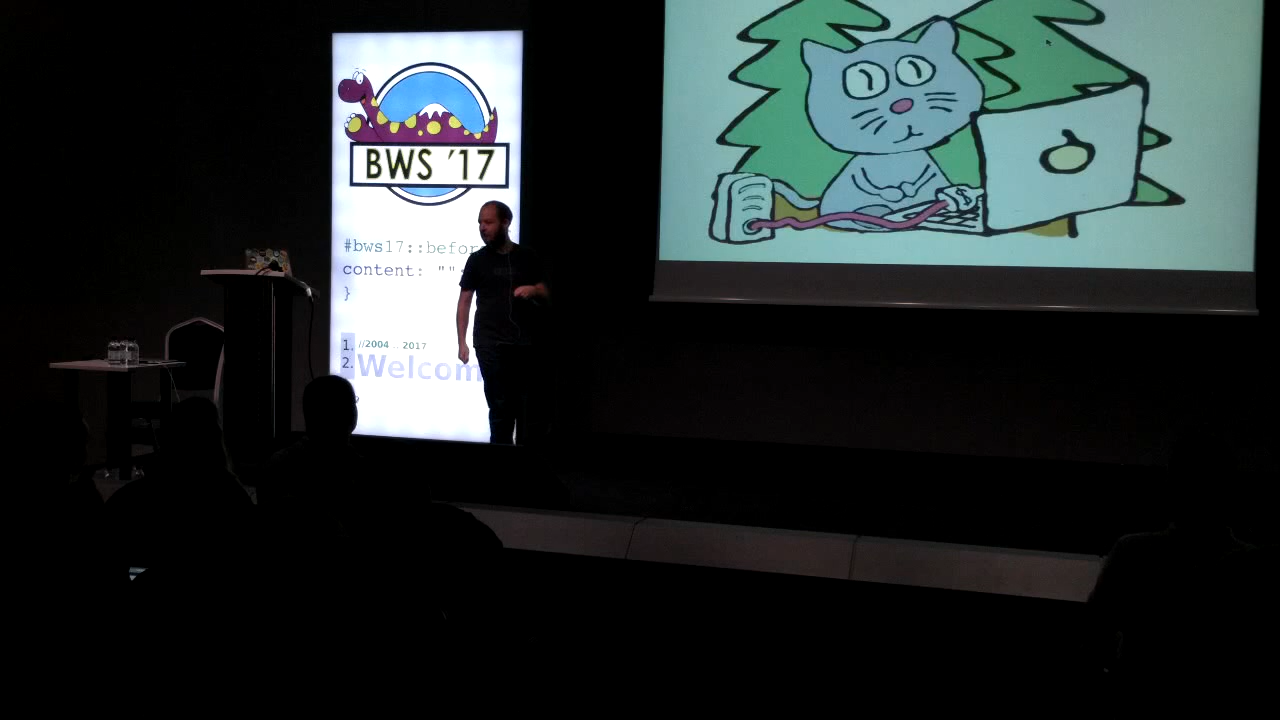 BWS '17
#bws17::befor
content: "";
}
1. //2004 .. 2017
2. Welcom